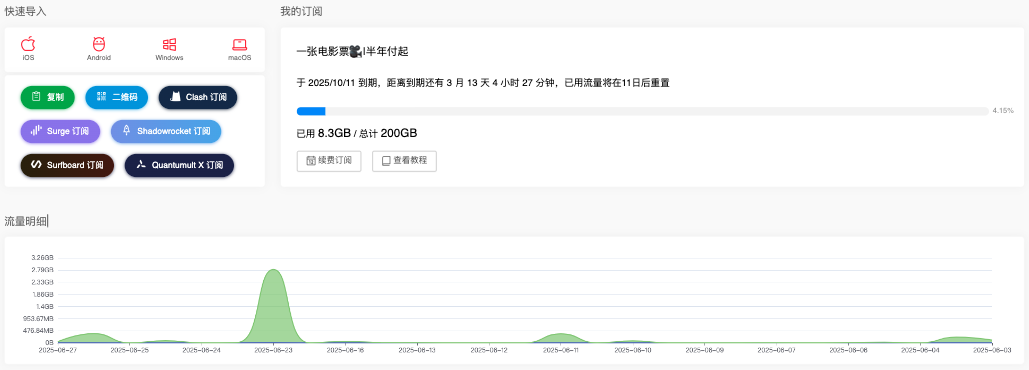 快速导入
iOS
Android
Windows
macOS
复制
二维码
Clash 订阅
Surge 订阅
Shadowrocket 订阅
Surfboard 订阅
Quantumult X 订阅
我的订阅
一张电影票🎥|半年付起
于 2025/10/11 到期，距离到期还有 3 月 13 天 4 小时 27 分钟，已用流量将在11日后重置
4.15%
已用 8.3GB / 总计 200GB
续费订阅
查看教程
流量明细
3.26GB
2.79GB
2.33GB
1.86GB
1.4GB
953.67MB
476.84MB
0B
2025-06-27
2025-06-25
2025-06-24
2025-06-23
2025-06-16
2025-06-13
2025-06-12
2025-06-11
2025-06-10
2025-06-09
2025-06-07
2025-06-06
2025-06-04
2025-06-03